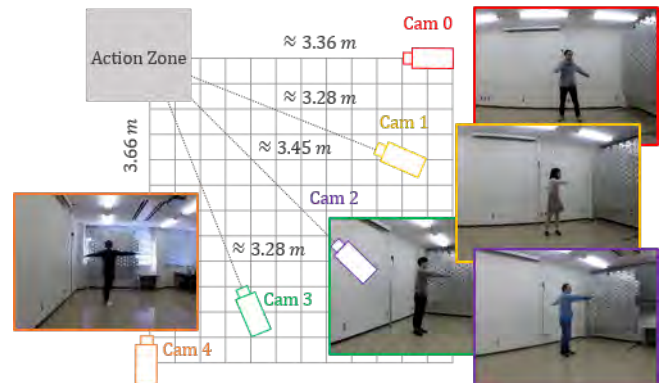 Cam 0
≈ 3.36 m
Action Zone
≈ 3.28 m
Cam 1
3.66 m
≈ 3.45 m
Cam 2
≈ 3.28 m
Cam 3
Cam 4